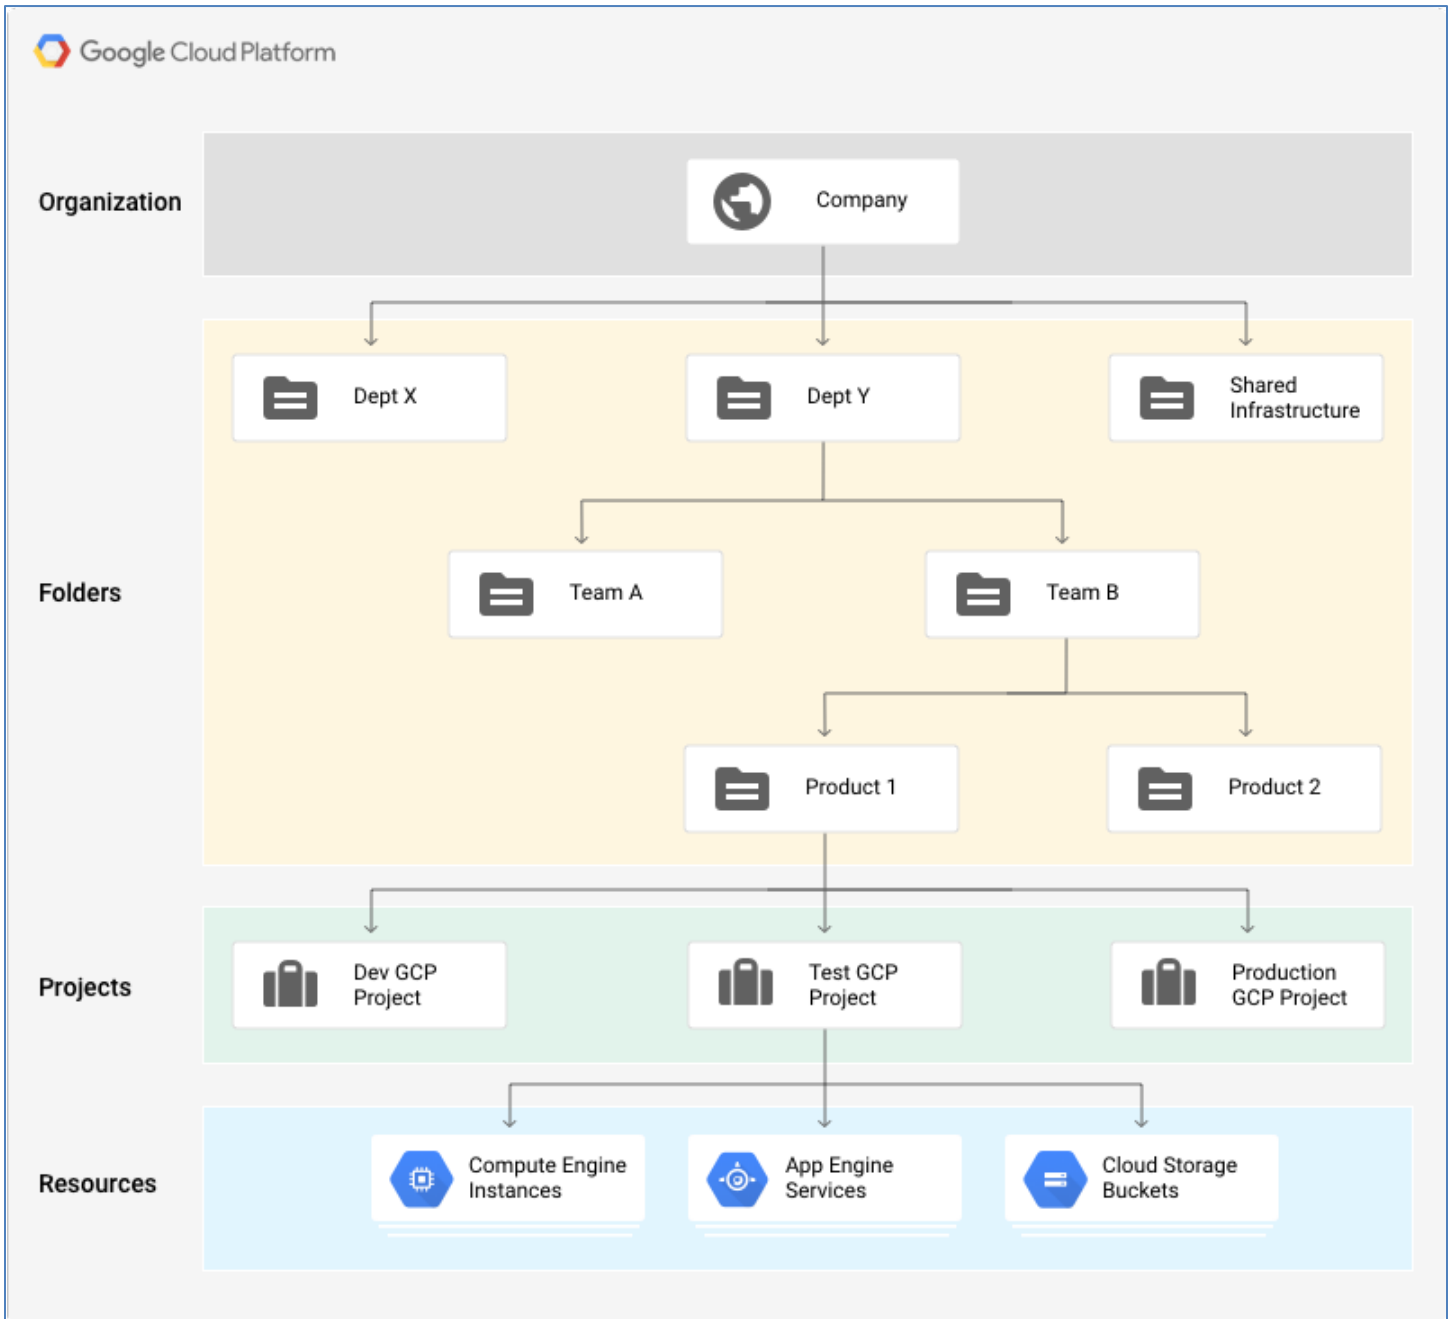 Google Cloud Platform
Organization
Company
Dept X
Dept Y
Shared
Infrastructure
Folders
Team A
Team B
Product 1
Product 2
Projects
Dev GCP
Project
Test GCP
Project
Production
GCP Project
Resources
Compute Engine
Instances
App Engine
Services
Cloud Storage
Buckets